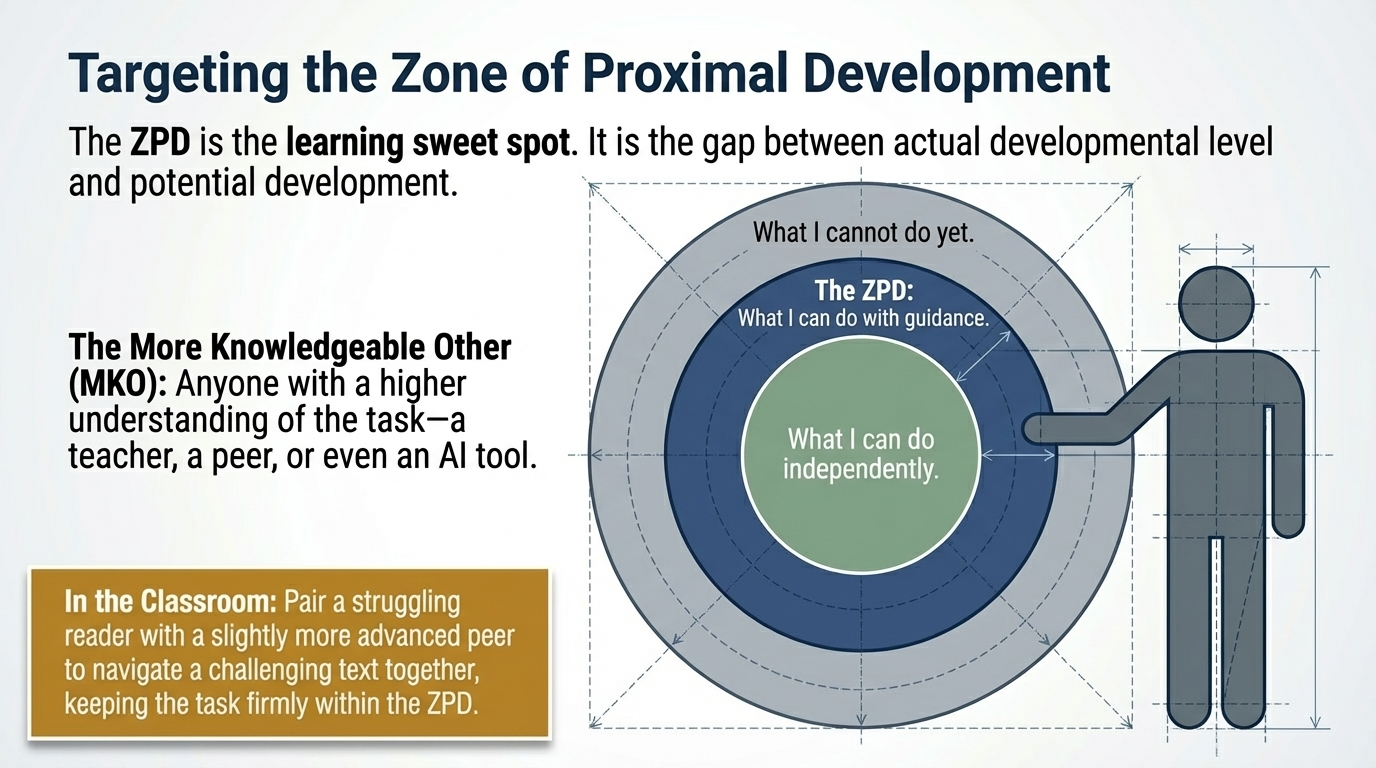 Targeting the Zone of Proximal Development
The ZPD is the learning sweet spot. It is the gap between actual developmental level
and potential development.
What I cannot do yet.
The ZPD:
What I can do with guidance.
What I can do
independently.
The More Knowledgeable Other
(MKO): Anyone with a higher
understanding of the task—a
teacher, a peer, or even an AI tool.
In the Classroom: Pair a struggling
reader with a slightly more advanced peer
to navigate a challenging text together,
keeping the task firmly within the ZPD.